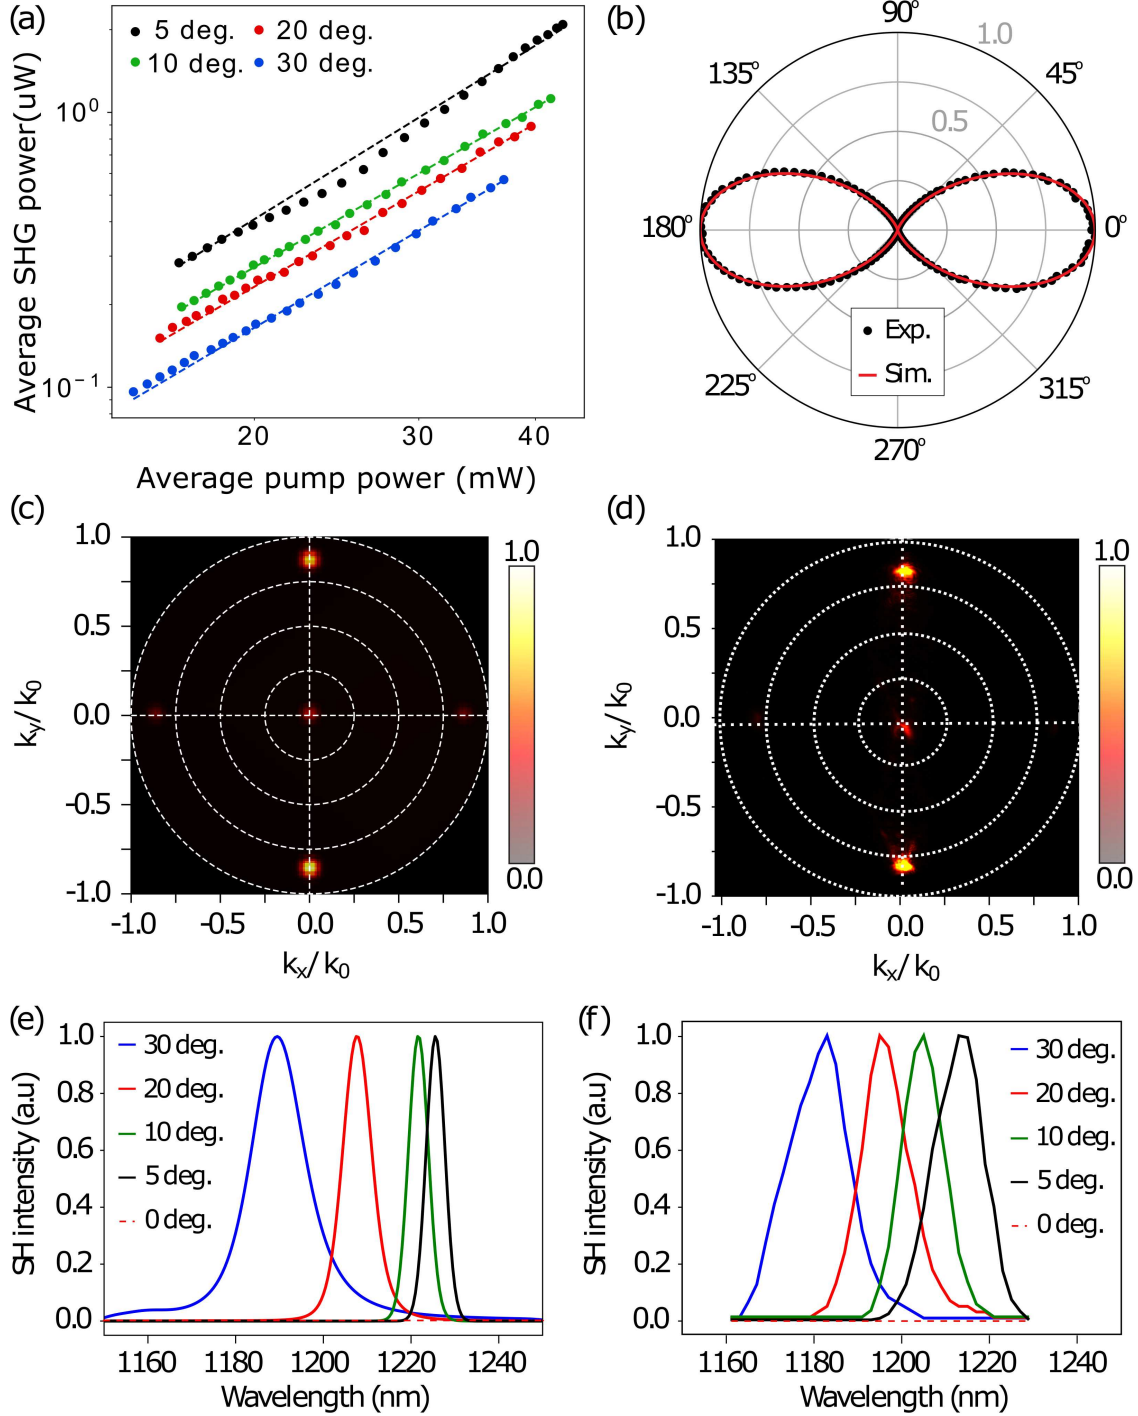 (a)
Average SHG power(uW)
5 deg. 20 deg.
10 deg. 30 deg.
10⁰
10⁻¹
20 30 40
Average pump power (mW)
(b)
90°
1.0
135° 45°
0.5
180° 0°
Exp.
Sim.
225° 315°
270°
(c)
1.0
0.5
0.0
-0.5
-1.0
-1.0 -0.5 0.0 0.5 1.0
kᵧ/k₀
kₓ/k₀
1.0
0.0
(d)
1.0
0.5
0.0
-0.5
-1.0
-1.0 -0.5 0.0 0.5 1.0
kᵧ/k₀
kₓ/k₀
1.0
0.0
(e)
SH intensity (a.u)
1.0
0.8
0.6
0.4
0.2
0.0
30 deg.
20 deg.
10 deg.
5 deg.
0 deg.
1160 1180 1200 1220 1240
Wavelength (nm)
(f)
SH intensity (a.u)
1.0
0.8
0.6
0.4
0.2
0.0
30 deg.
20 deg.
10 deg.
5 deg.
0 deg.
1160 1180 1200 1220 1240
Wavelength (nm)